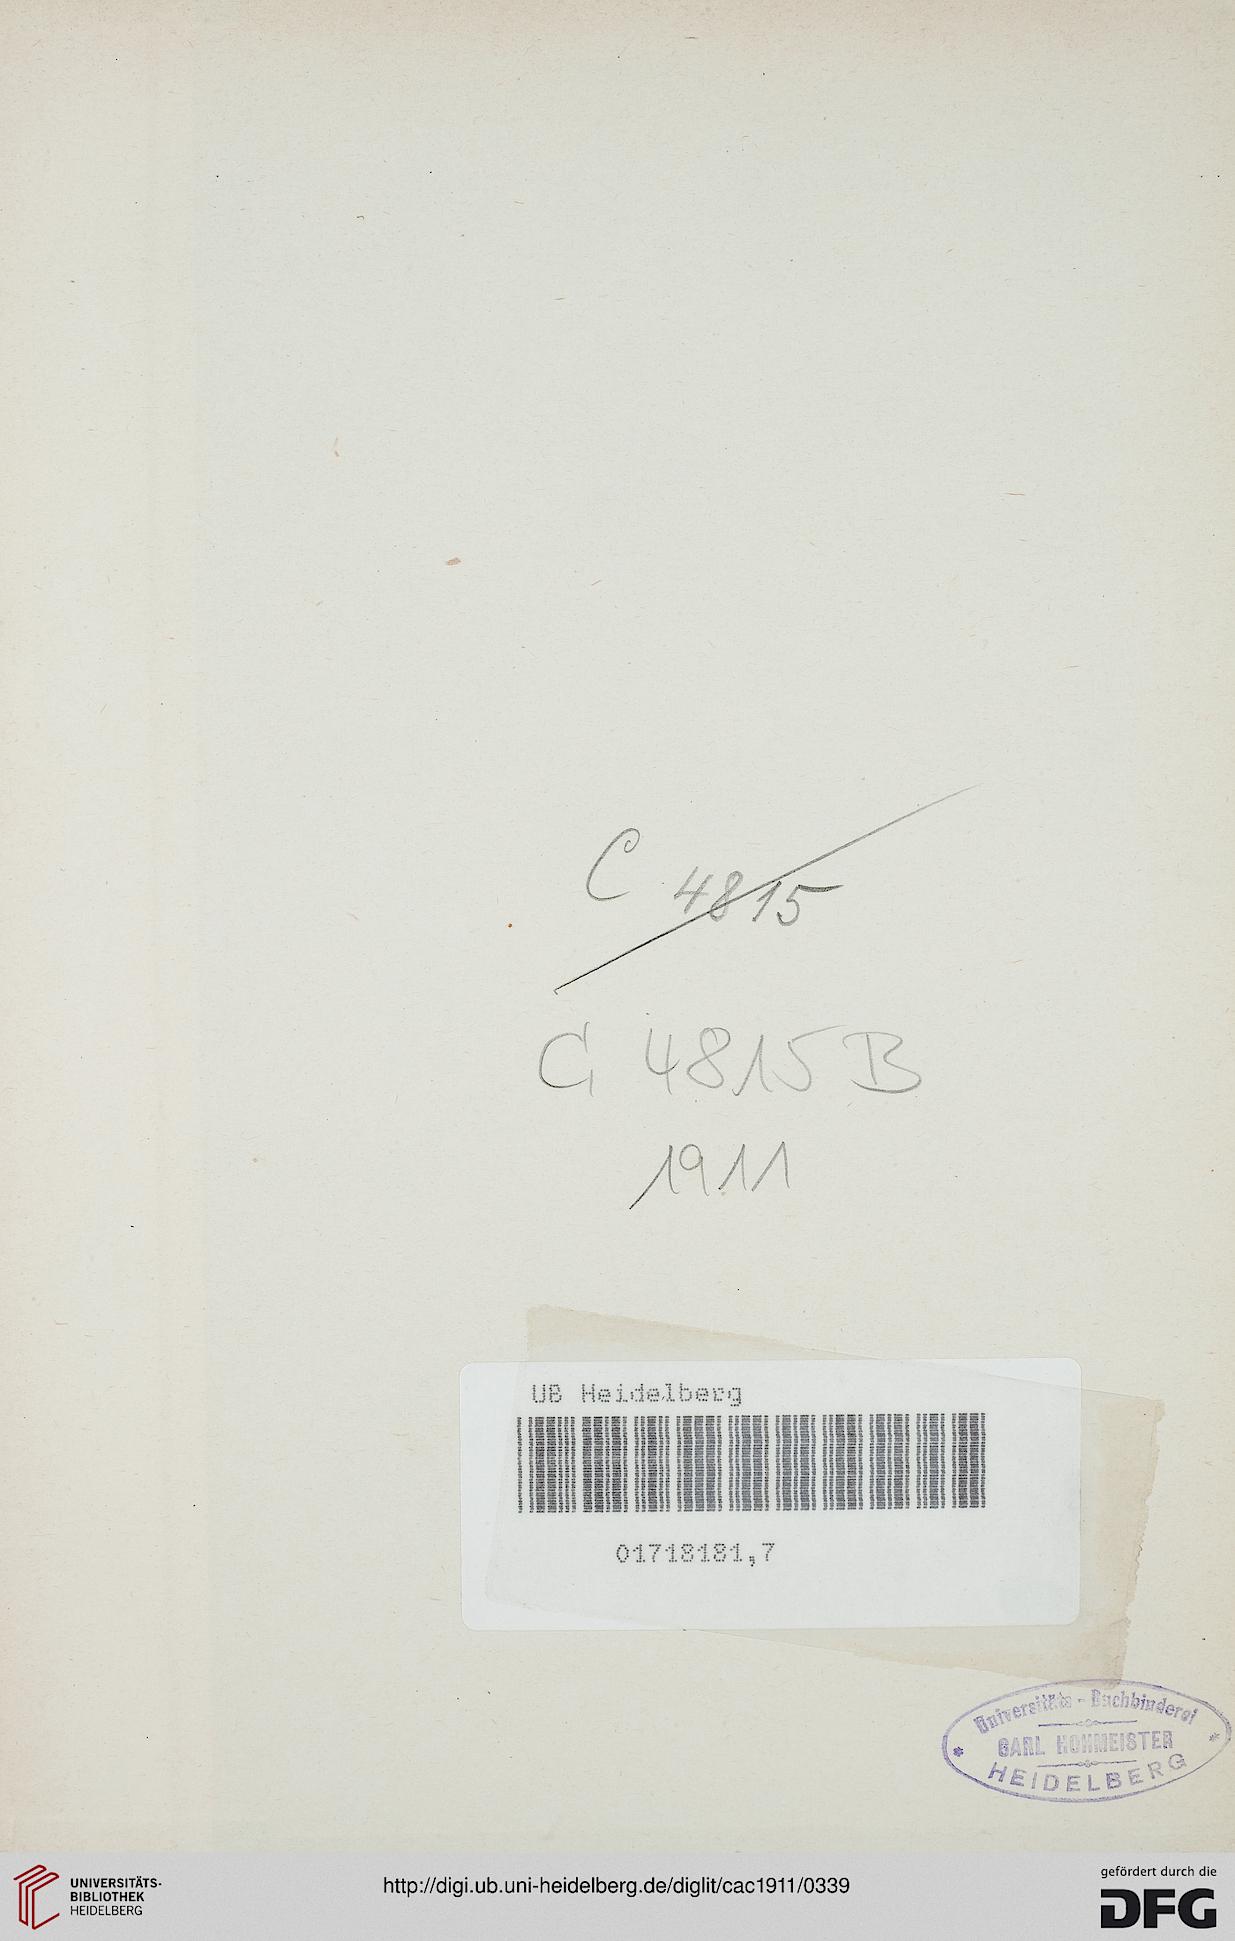 C 4815
G 4815 B
1911
UB Heidelberg
01718181,7
Universitäts - Buchbinderei
CARL HOHMEISTER
HEIDELBERG
UNIVERSITÄTS-
BIBLIOTHEK
HEIDELBERG
http://digi.ub.uni-heidelberg.de/diglit/cac1911/0339
gefördert durch die
DFG